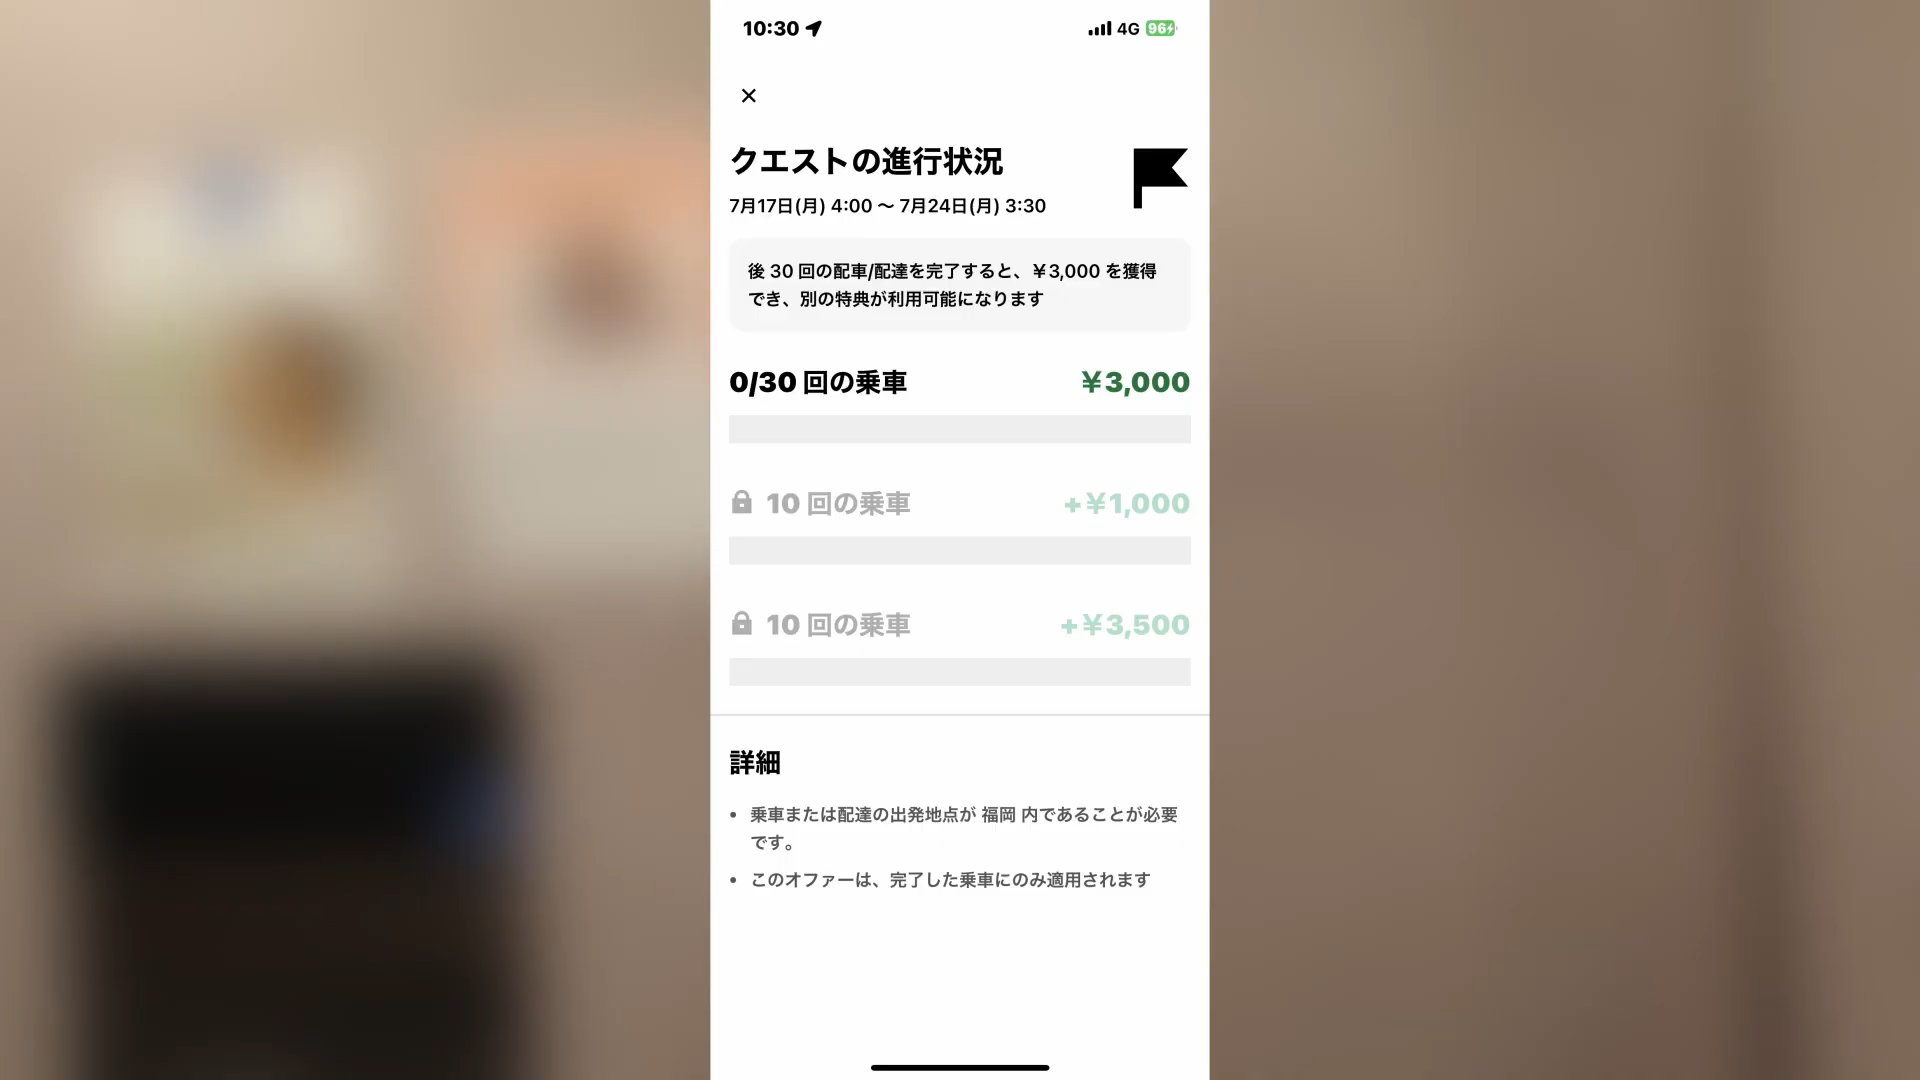 10:30
4G 96
クエストの進行状況
7月17日(月) 4:00 〜 7月24日(月) 3:30
後 30 回の配車/配達を完了すると、¥3,000 を獲得
でき、別の特典が利用可能になります
0/30 回の乗車 ¥3,000
10 回の乗車 +¥1,000
10 回の乗車 +¥3,500
詳細
• 乗車または配達の出発地点が 福岡 内であることが必要
です。
• このオファーは、完了した乗車にのみ適用されます